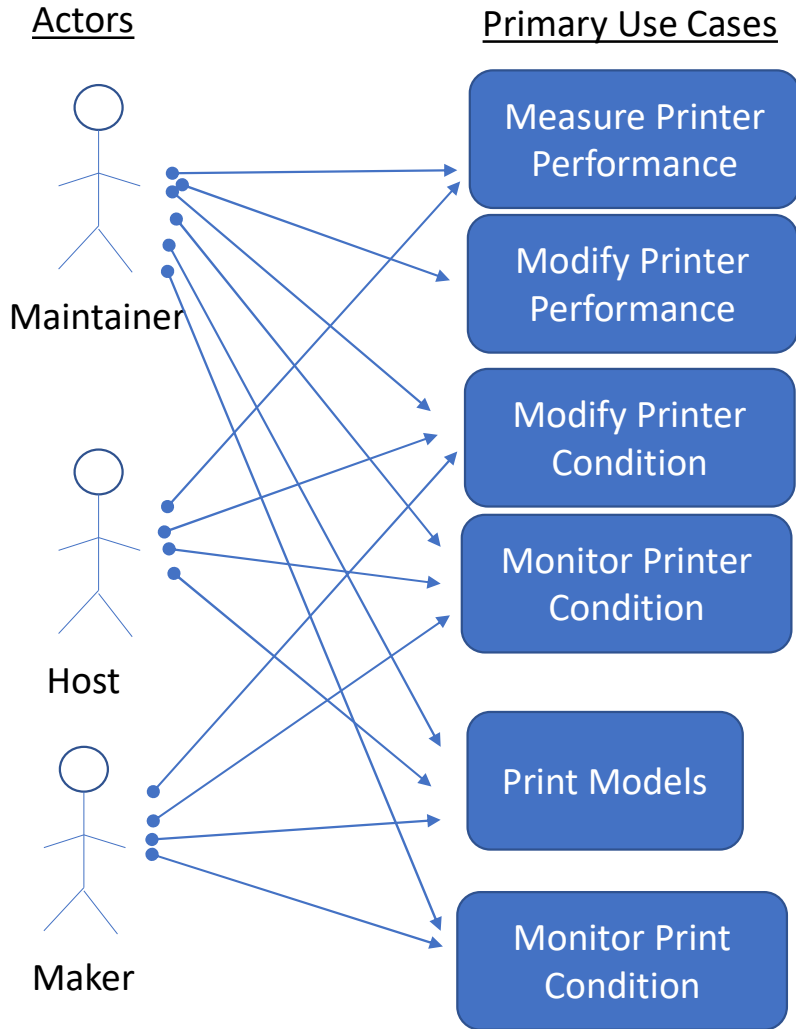 Actors
Primary Use Cases
Measure Printer
Performance
Modify Printer
Performance
Maintainer
Modify Printer
Condition
Monitor Printer
Condition
Host
Print Models
Monitor Print
Condition
Maker